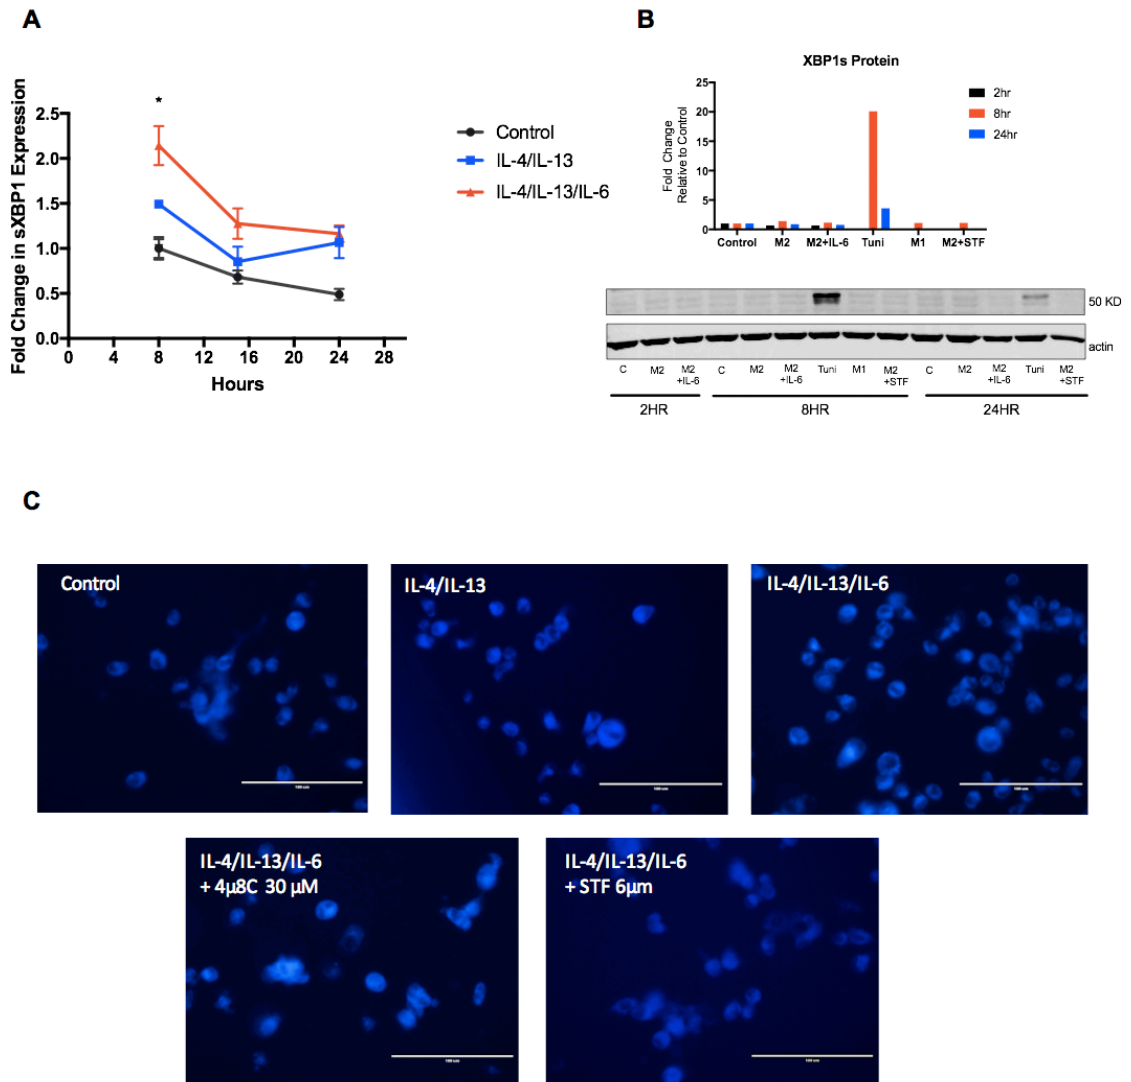 A
Fold Change in sXBP1 Expression
2.5
2.0
1.5
1.0
0.5
0.0
*
0 4 8 12 16 20 24 28
Hours
Control
IL-4/IL-13
IL-4/IL-13/IL-6
B
XBP1s Protein
Fold Change
Relative to Control
25
20
15
10
5
0
Control M2 M2+IL-6 Tuni M1 M2+STF
2hr
8hr
24hr
50 KD
actin
C M2 M2 C M2 M2 Tuni M1 M2 C M2 M2 Tuni M2
+IL-6 +IL-6 +STF +IL-6 +STF
2HR 8HR 24HR
C
Control
IL-4/IL-13
IL-4/IL-13/IL-6
IL-4/IL-13/IL-6
+ 4µ8C 30 µM
IL-4/IL-13/IL-6
+ STF 6µm